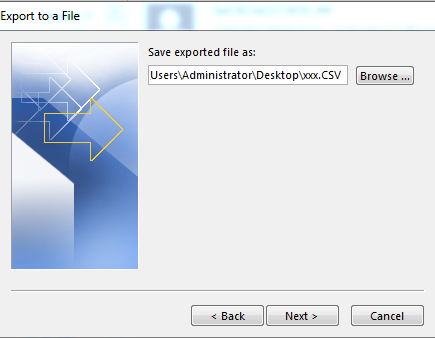 Export to a File
Save exported file as:
Users\Administrator\Desktop\xxx.CSV
Browse ...
< Back
Next >
Cancel